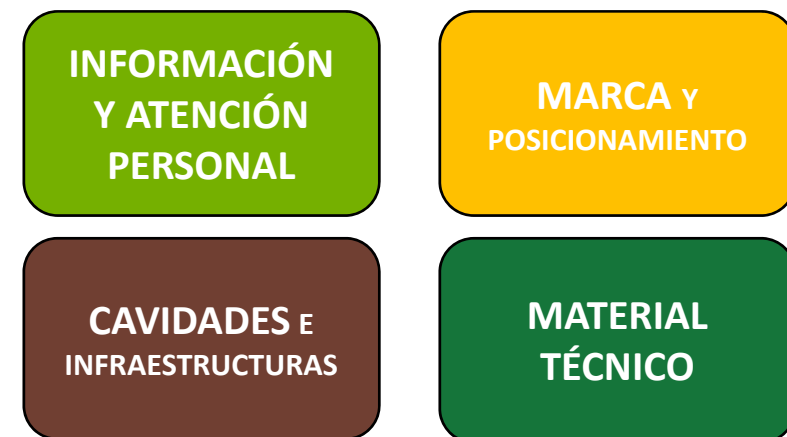 INFORMACIÓN
Y ATENCIÓN
PERSONAL
MARCA Y
POSICIONAMIENTO
CAVIDADES E
INFRAESTRUCTURAS
MATERIAL
TÉCNICO